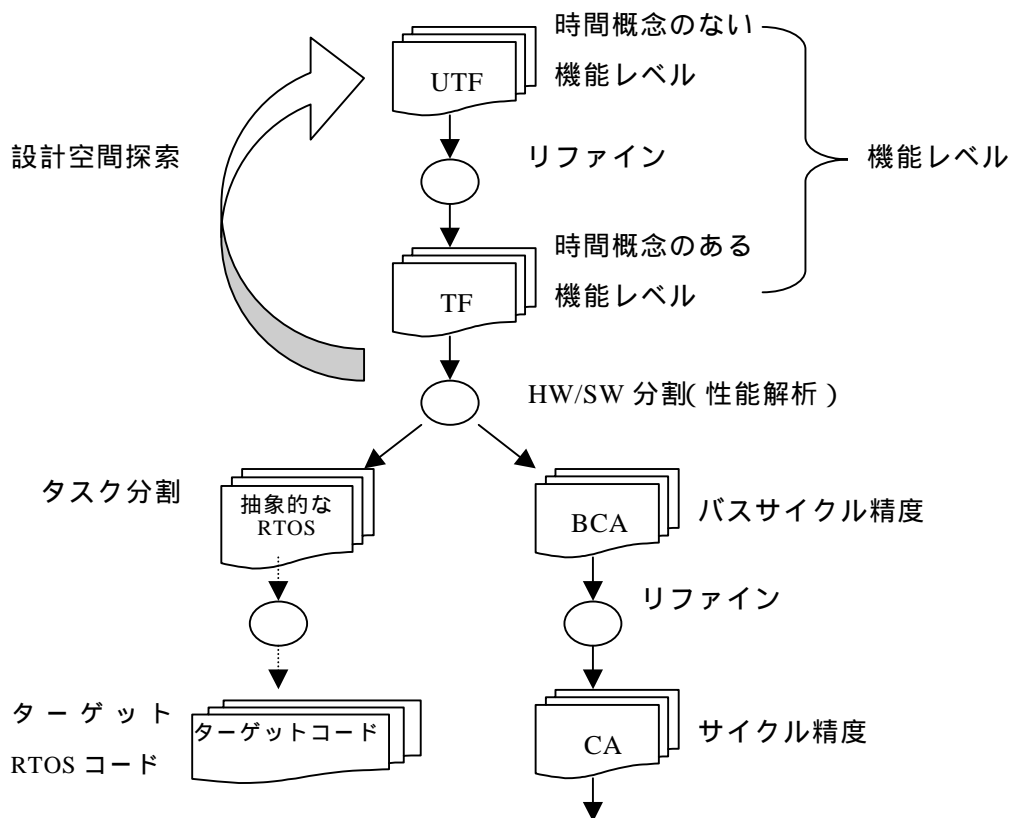 時間概念のない
機能レベル
UTF
設計空間探索
リファイン
機能レベル
時間概念のある
機能レベル
TF
HW/SW 分割(性能解析)
タスク分割
抽象的な
RTOS
BCA
バスサイクル精度
リファイン
ターゲット
RTOS コード
ターゲットコード
CA
サイクル精度